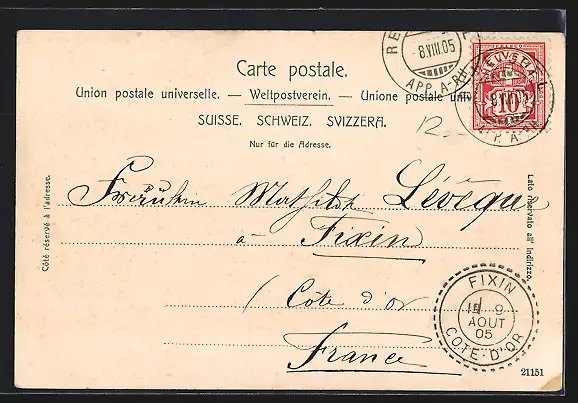 -8.VIII.05
APP. A-RH.
10
Carte postale.
Union postale universelle. — Weltpostverein. — Unione postale univ
SUISSE. SCHWEIZ. SVIZZERA.
Nur für die Adresse.
Côté réservé à l'adresse.
Lato riservato all' indirizzo.
Fräulein Mathilde Lévêque
à Fixin
(Côte d'or
France
FIXIN
9
AOUT
05
COTE-D'OR
21151